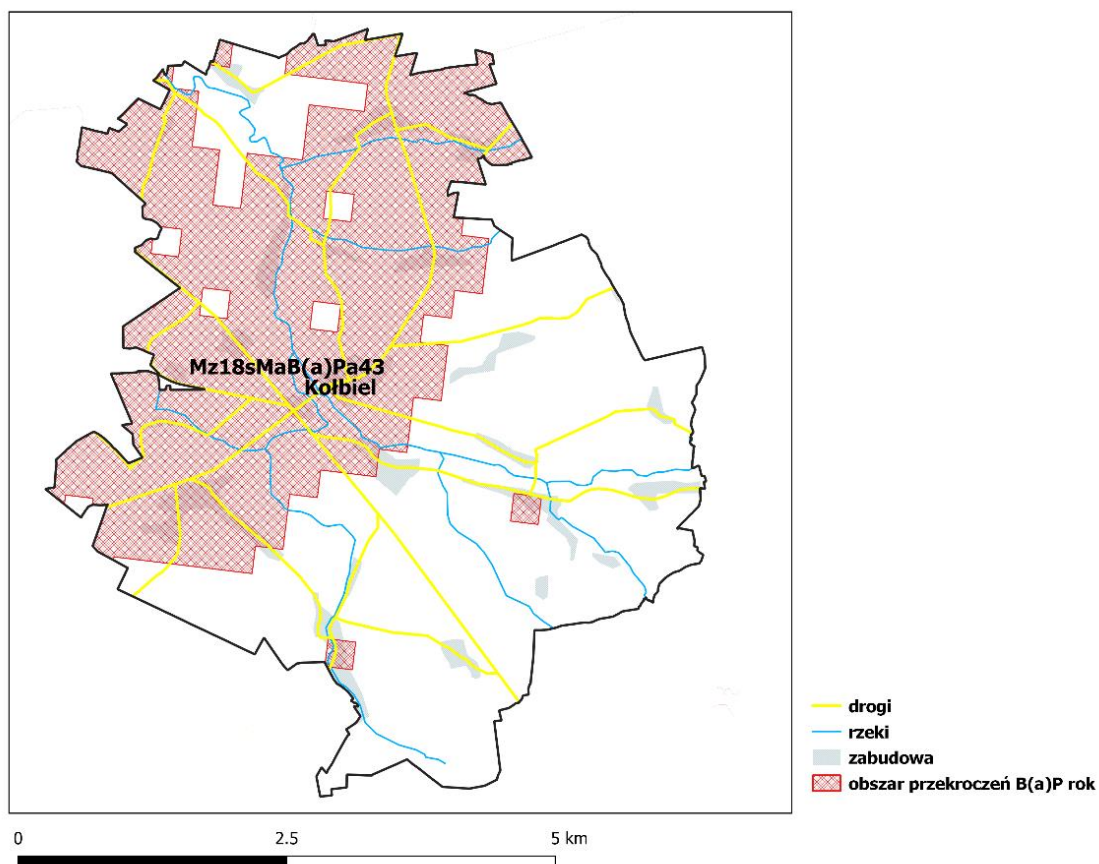 Mz18sMaB(a)Pa43
Kołbiel
drogi
rzeki
zabudowa
obszar przekroczeń B(a)P rok
0 2.5 5 km